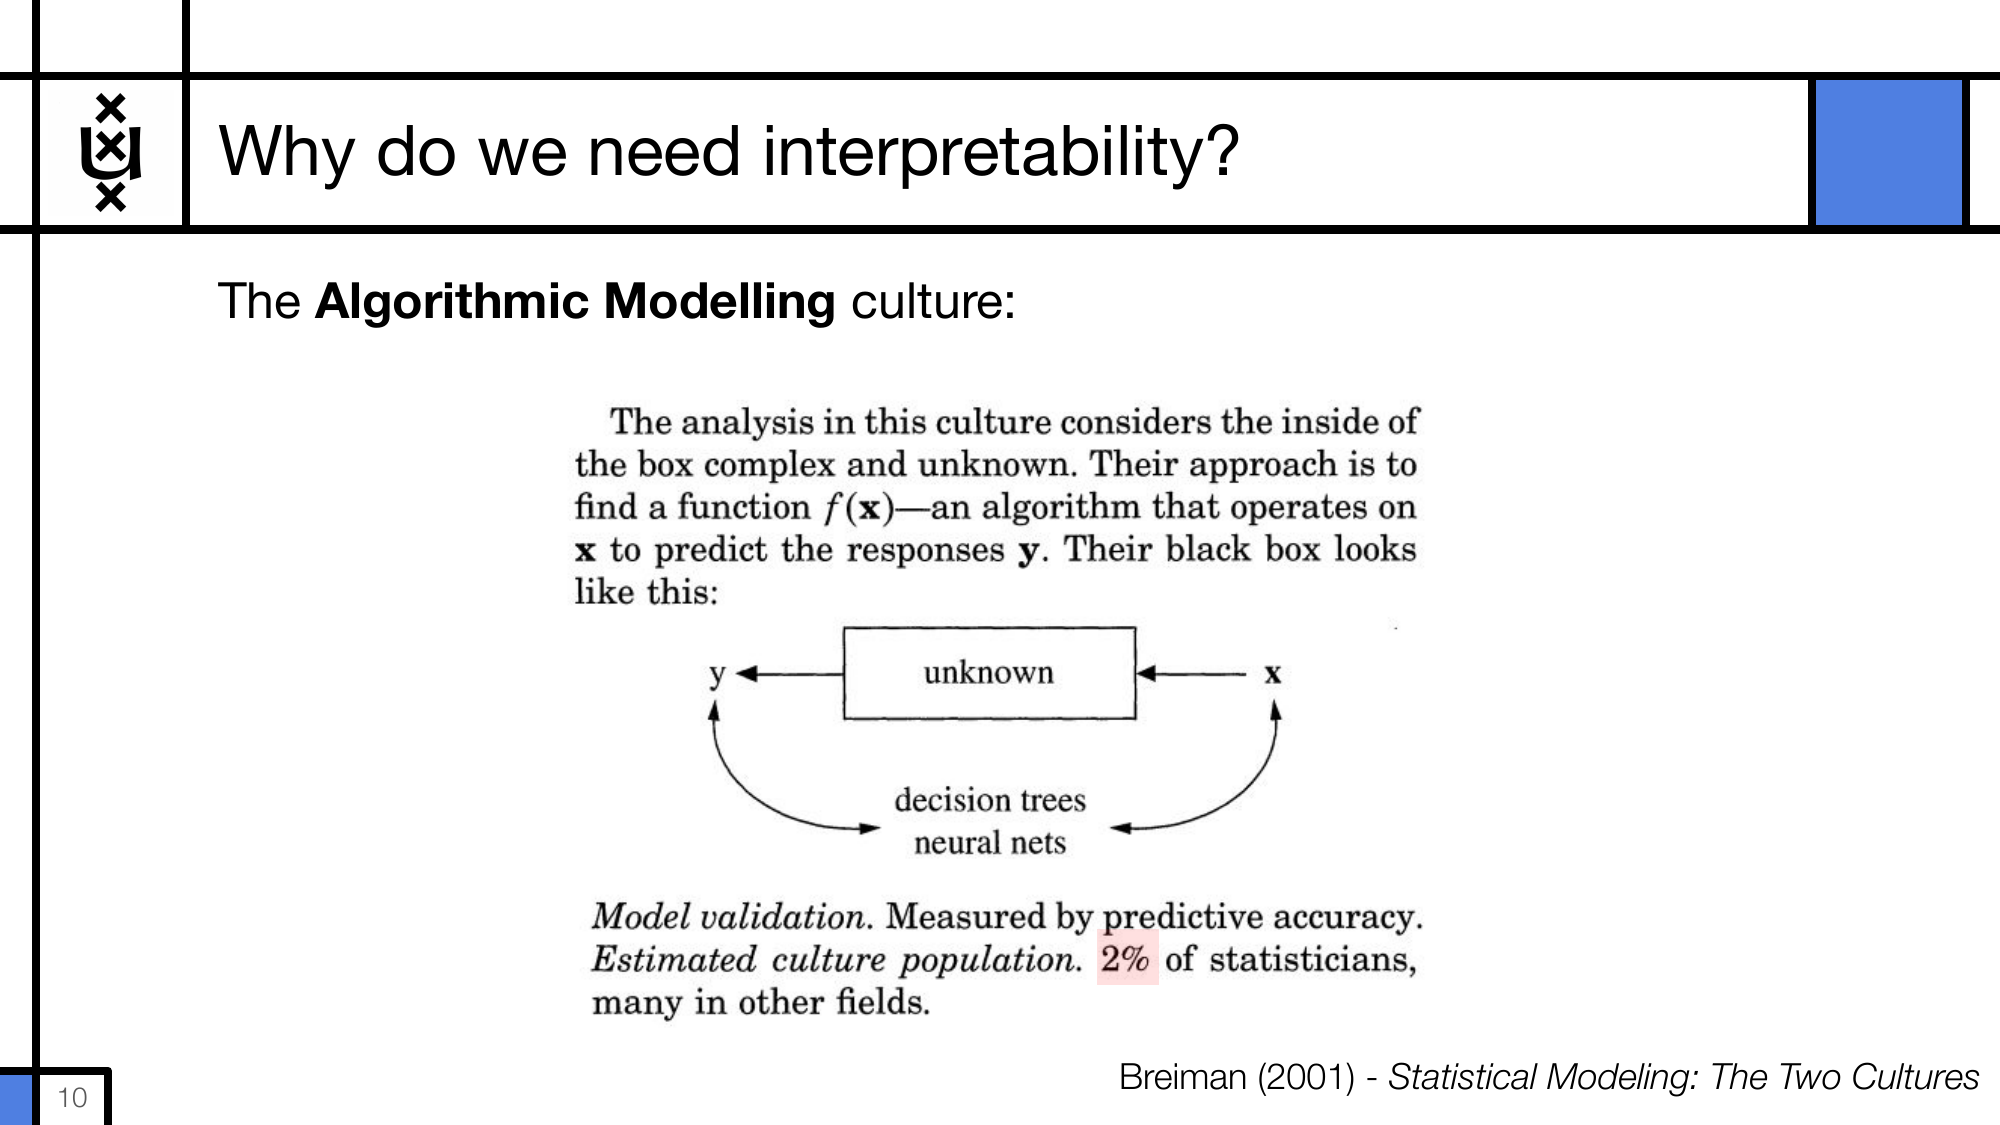 Why do we need interpretability?
The Algorithmic Modelling culture:
The analysis in this culture considers the inside of
the box complex and unknown. Their approach is to
find a function f(x)—an algorithm that operates on
x to predict the responses y. Their black box looks
like this:
y unknown x
decision trees
neural nets
Model validation. Measured by predictive accuracy.
Estimated culture population. 2% of statisticians,
many in other fields.
Breiman (2001) - Statistical Modeling: The Two Cultures
10